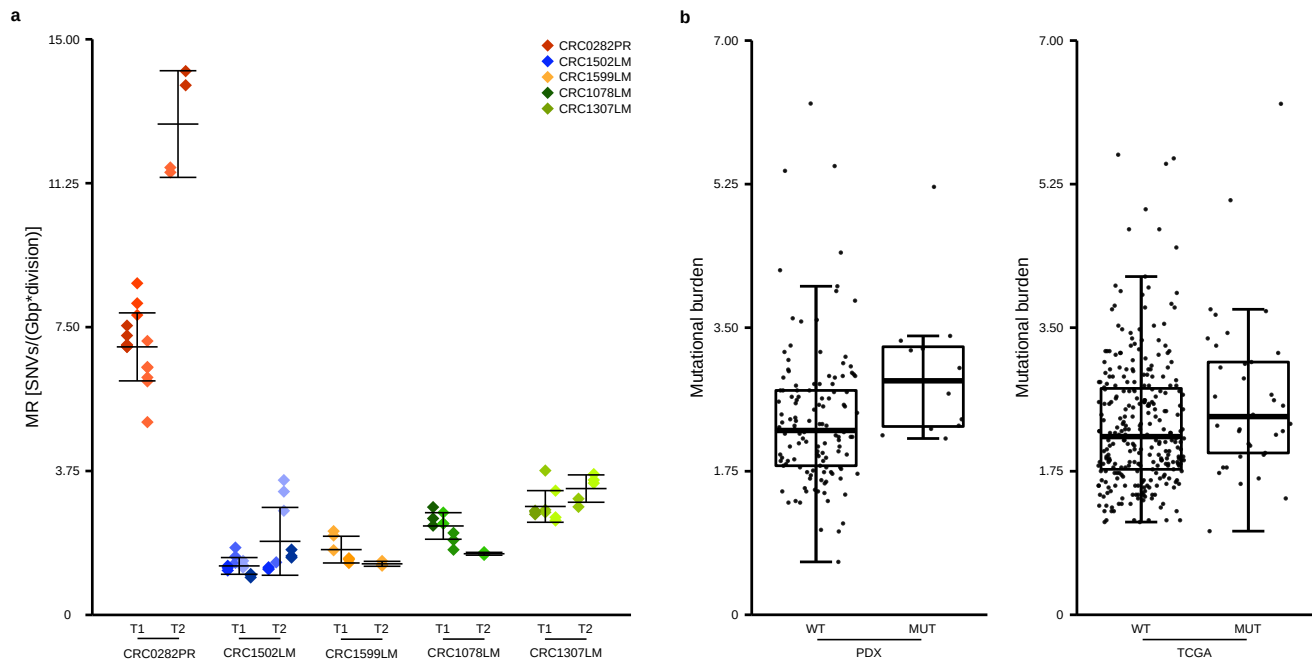 a
MR [SNVs/(Gbp*division)]
15.00
11.25
7.50
3.75
0
CRC0282PR
CRC1502LM
CRC1599LM
CRC1078LM
CRC1307LM
T1 T2 T1 T2 T1 T2 T1 T2 T1 T2
CRC0282PR CRC1502LM CRC1599LM CRC1078LM CRC1307LM
b
Mutational burden
7.00
5.25
3.50
1.75
0
WT MUT
PDX
Mutational burden
7.00
5.25
3.50
1.75
0
WT MUT
TCGA